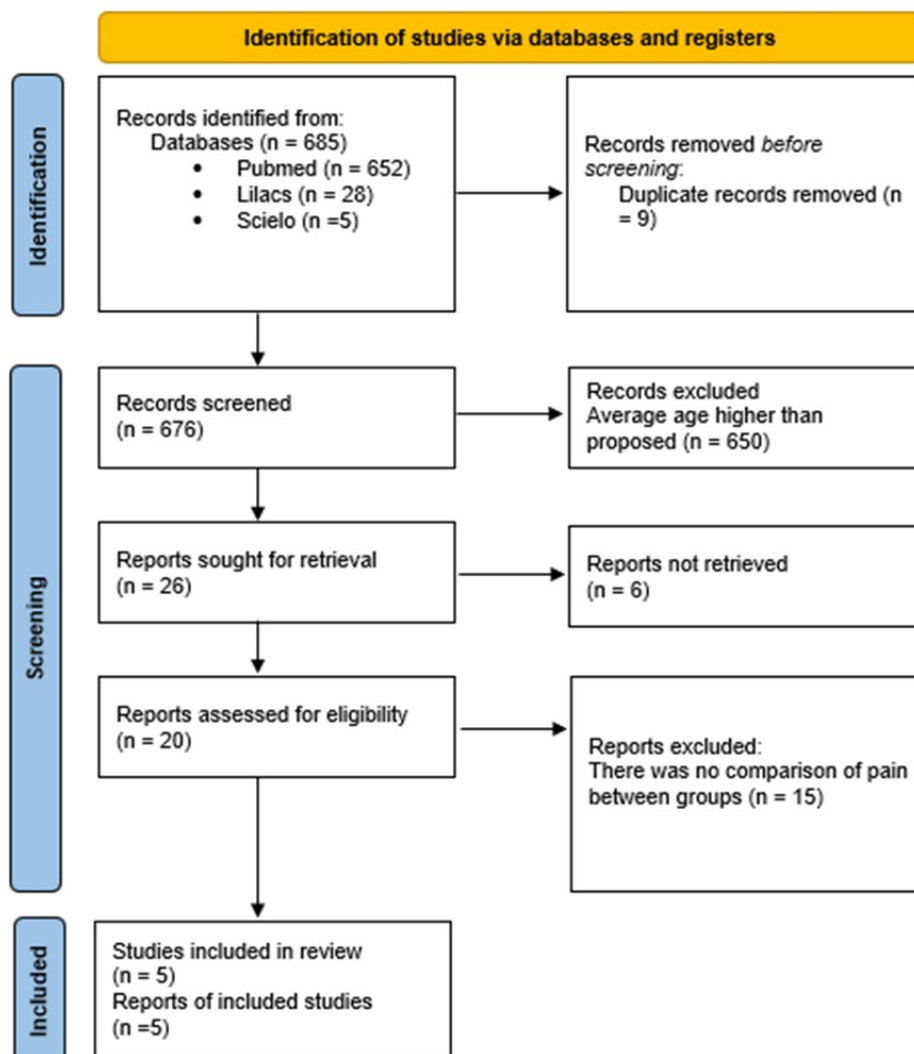 Identification of studies via databases and registers
Identification
Records identified from:
Databases (n = 685)
• Pubmed (n = 652)
• Lilacs (n = 28)
• Scielo (n =5)
Records removed before
screening:
Duplicate records removed (n
= 9)
Screening
Records screened
(n = 676)
Records excluded
Average age higher than
proposed (n = 650)
Reports sought for retrieval
(n = 26)
Reports not retrieved
(n = 6)
Reports assessed for eligibility
(n = 20)
Reports excluded:
There was no comparison of pain
between groups (n = 15)
Included
Studies included in review
(n = 5)
Reports of included studies
(n =5)